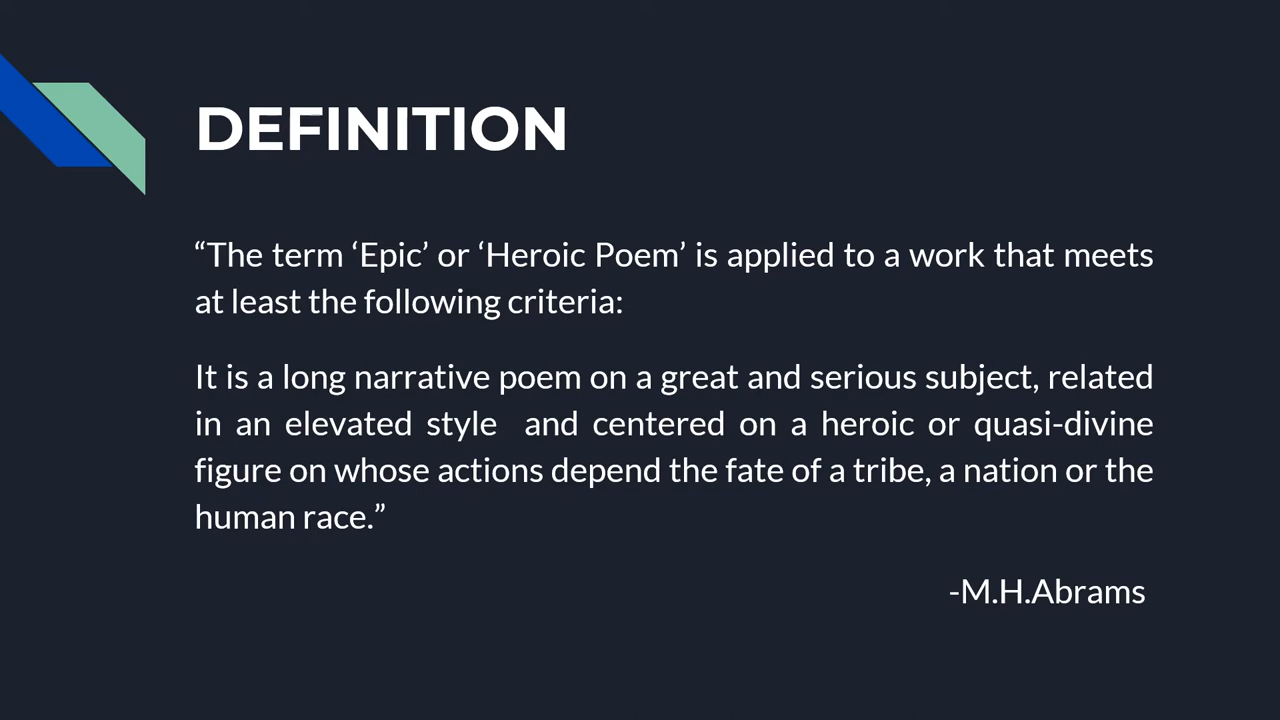 DEFINITION
“The term ‘Epic’ or ‘Heroic Poem’ is applied to a work that meets
at least the following criteria:
It is a long narrative poem on a great and serious subject, related
in an elevated style  and centered on a heroic or quasi-divine
figure on whose actions depend the fate of a tribe, a nation or the
human race.”
-M.H.Abrams